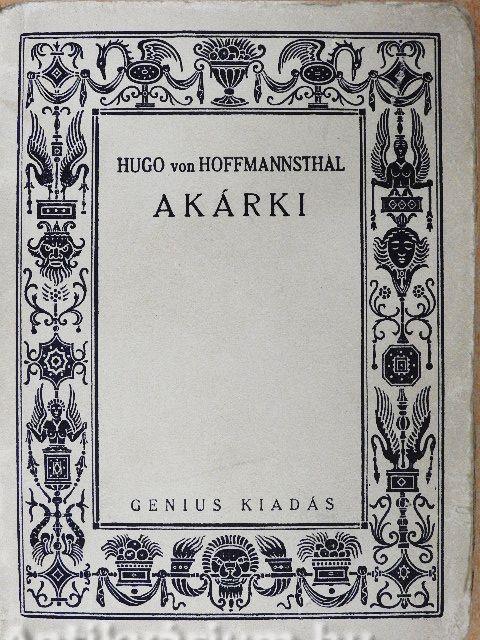 HUGO von HOFFMANNSTHAL
AKÁRKI
GENIUS KIADÁS